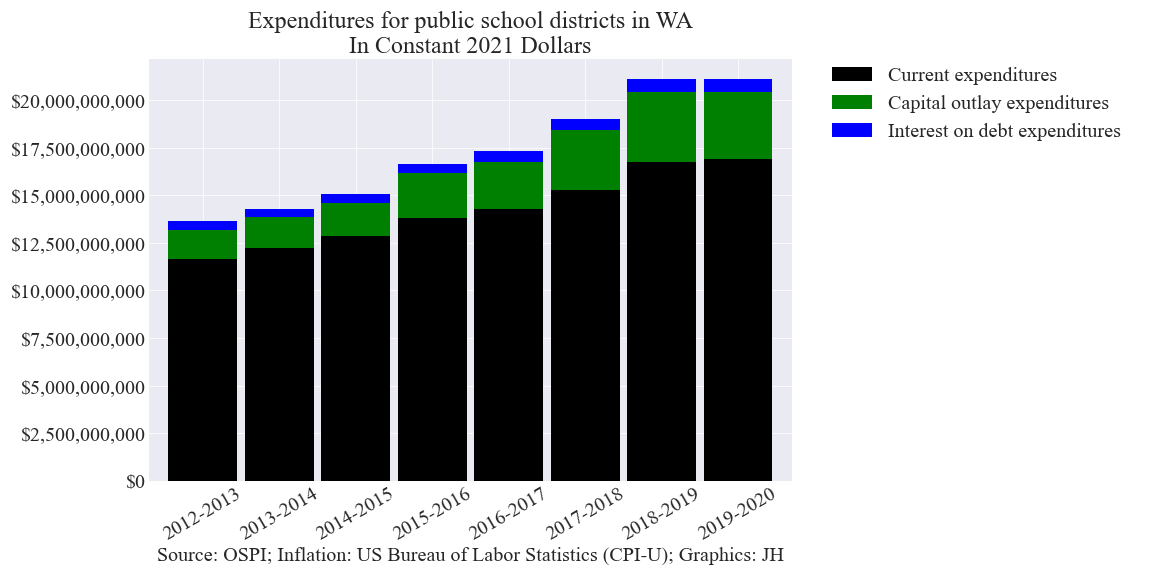 Expenditures for public school districts in WA
In Constant 2021 Dollars
Current expenditures
Capital outlay expenditures
Interest on debt expenditures
$20,000,000,000
$17,500,000,000
$15,000,000,000
$12,500,000,000
$10,000,000,000
$7,500,000,000
$5,000,000,000
$2,500,000,000
$0
2012-2013
2013-2014
2014-2015
2015-2016
2016-2017
2017-2018
2018-2019
2019-2020
Source: OSPI; Inflation: US Bureau of Labor Statistics (CPI-U); Graphics: JH